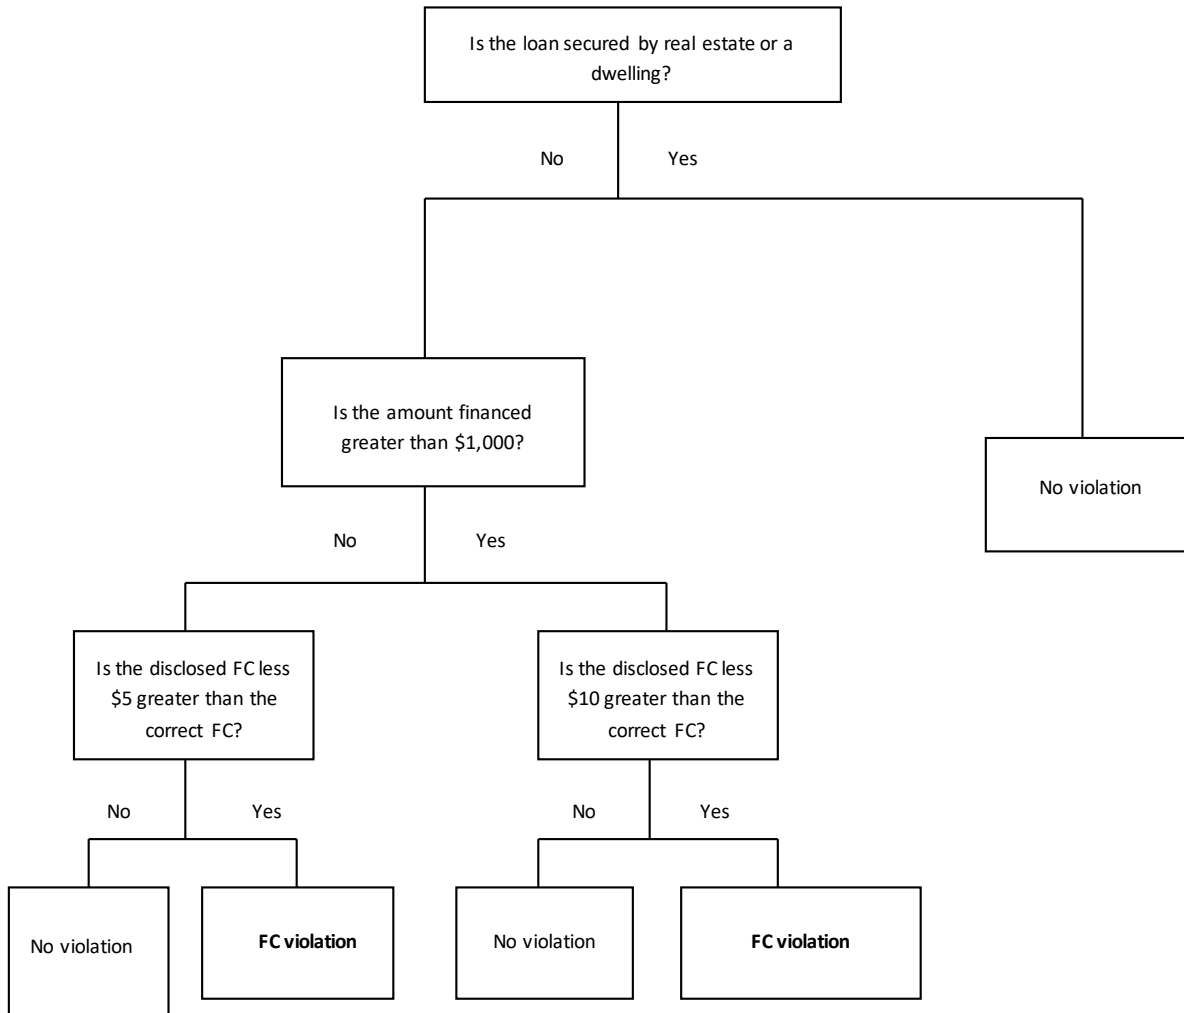 Is the loan secured by real estate or a
dwelling?
No
Yes
Is the amount financed
greater than $1,000?
No violation
No
Yes
Is the disclosed FC less
$5 greater than the
correct FC?
Is the disclosed FC less
$10 greater than the
correct FC?
No
Yes
No
Yes
No violation
FC violation
No violation
FC violation